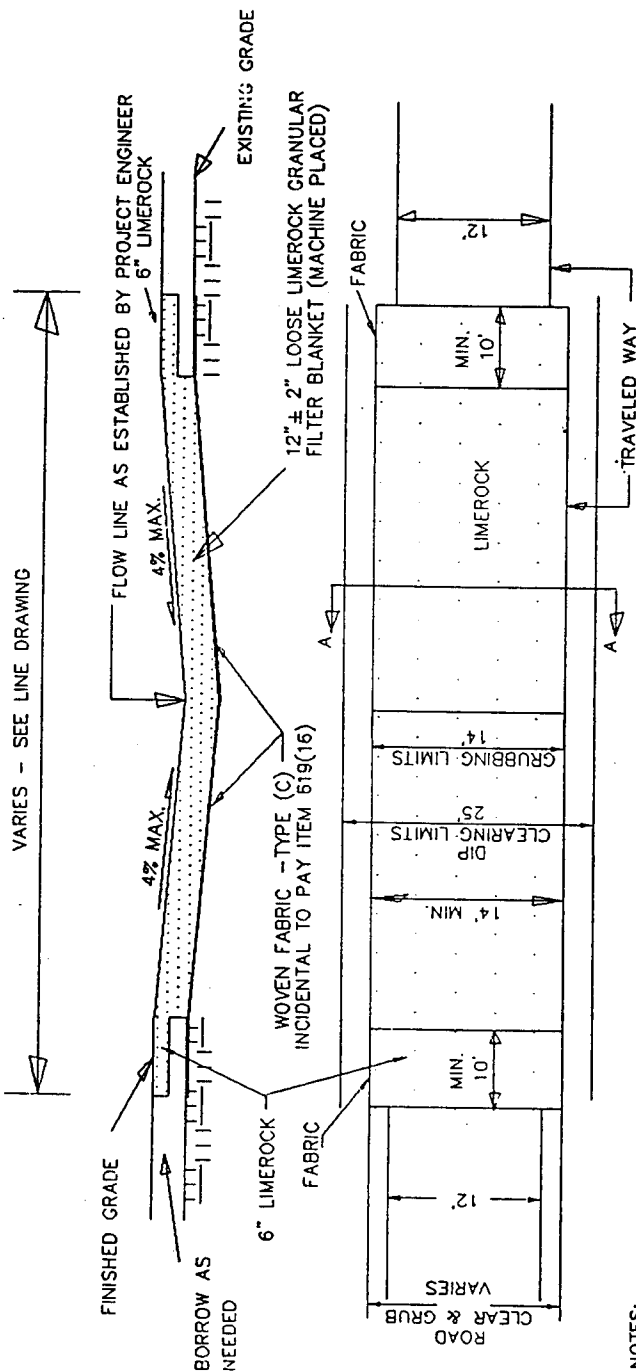 VARIES - SEE LINE DRAWING
FINISHED GRADE
4% MAX.
FLOW LINE AS ESTABLISHED BY PROJECT ENGINEER
4% MAX.
6" LIMEROCK
EXISTING GRADE
BORROW AS
NEEDED
12"± 2" LOOSE LIMEROCK GRANULAR
FILTER BLANKET (MACHINE PLACED)
WOVEN FABRIC -TYPE (C)
INCIDENTAL TO PAY ITEM 619(16)
6" LIMEROCK
FABRIC
FABRIC
ROAD
CLEAR & GRUB
VARIES
12'
MIN.
10'
14' MIN.
DIP
CLEARING LIMITS
25'
GRUBBING LIMITS
14'
A
A
LIMEROCK
MIN.
10'
12'
TRAVELED WAY
NOTES: